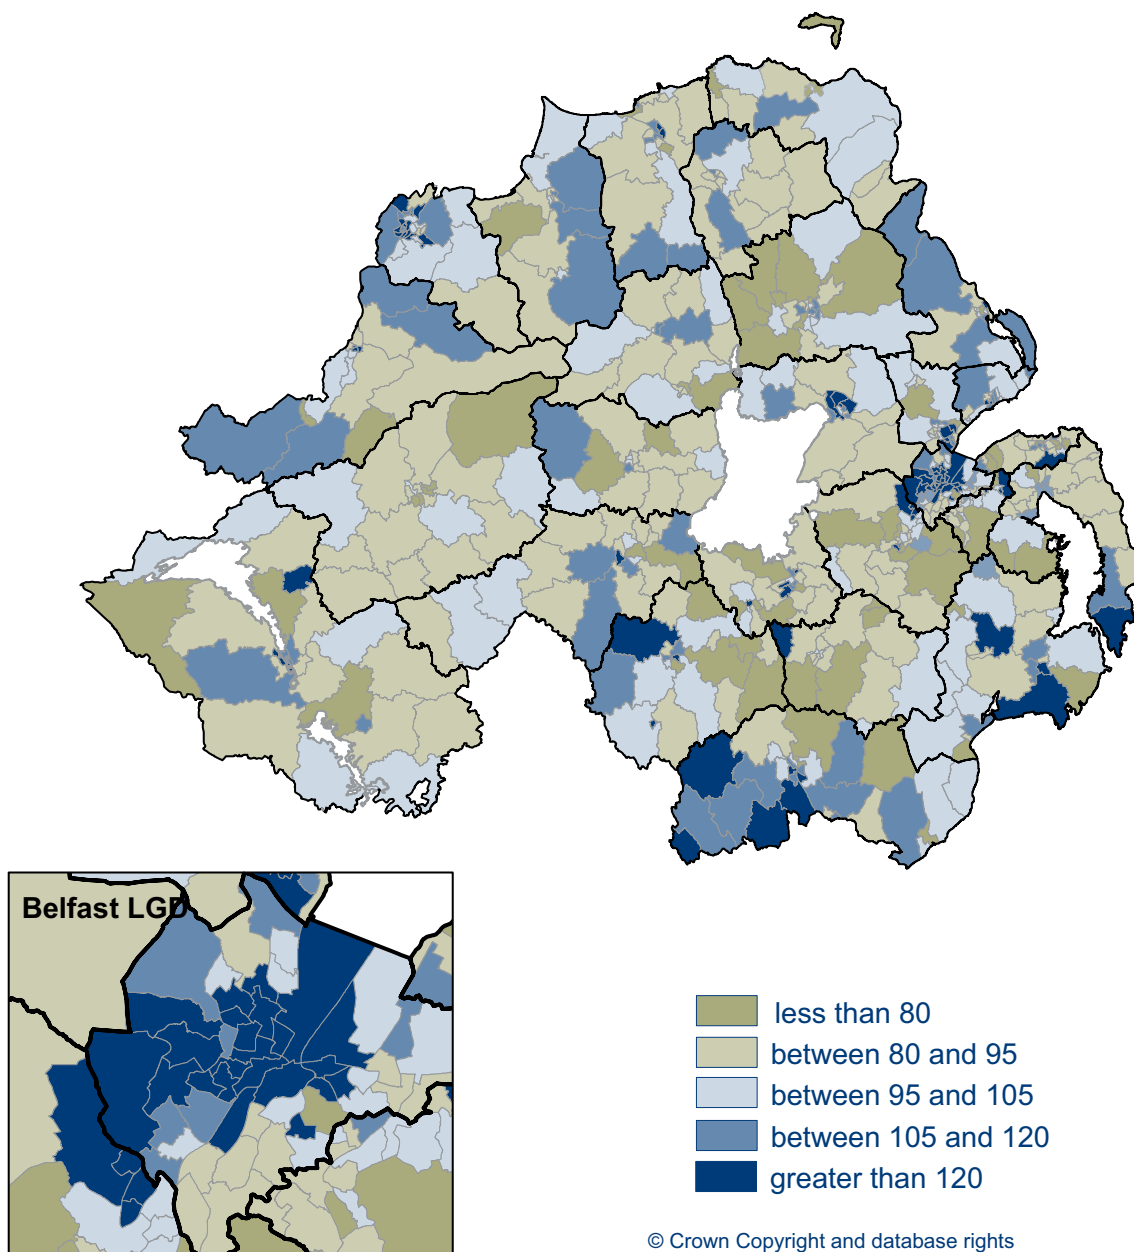 Belfast LGD
less than 80
between 80 and 95
between 95 and 105
between 105 and 120
greater than 120
© Crown Copyright and database rights